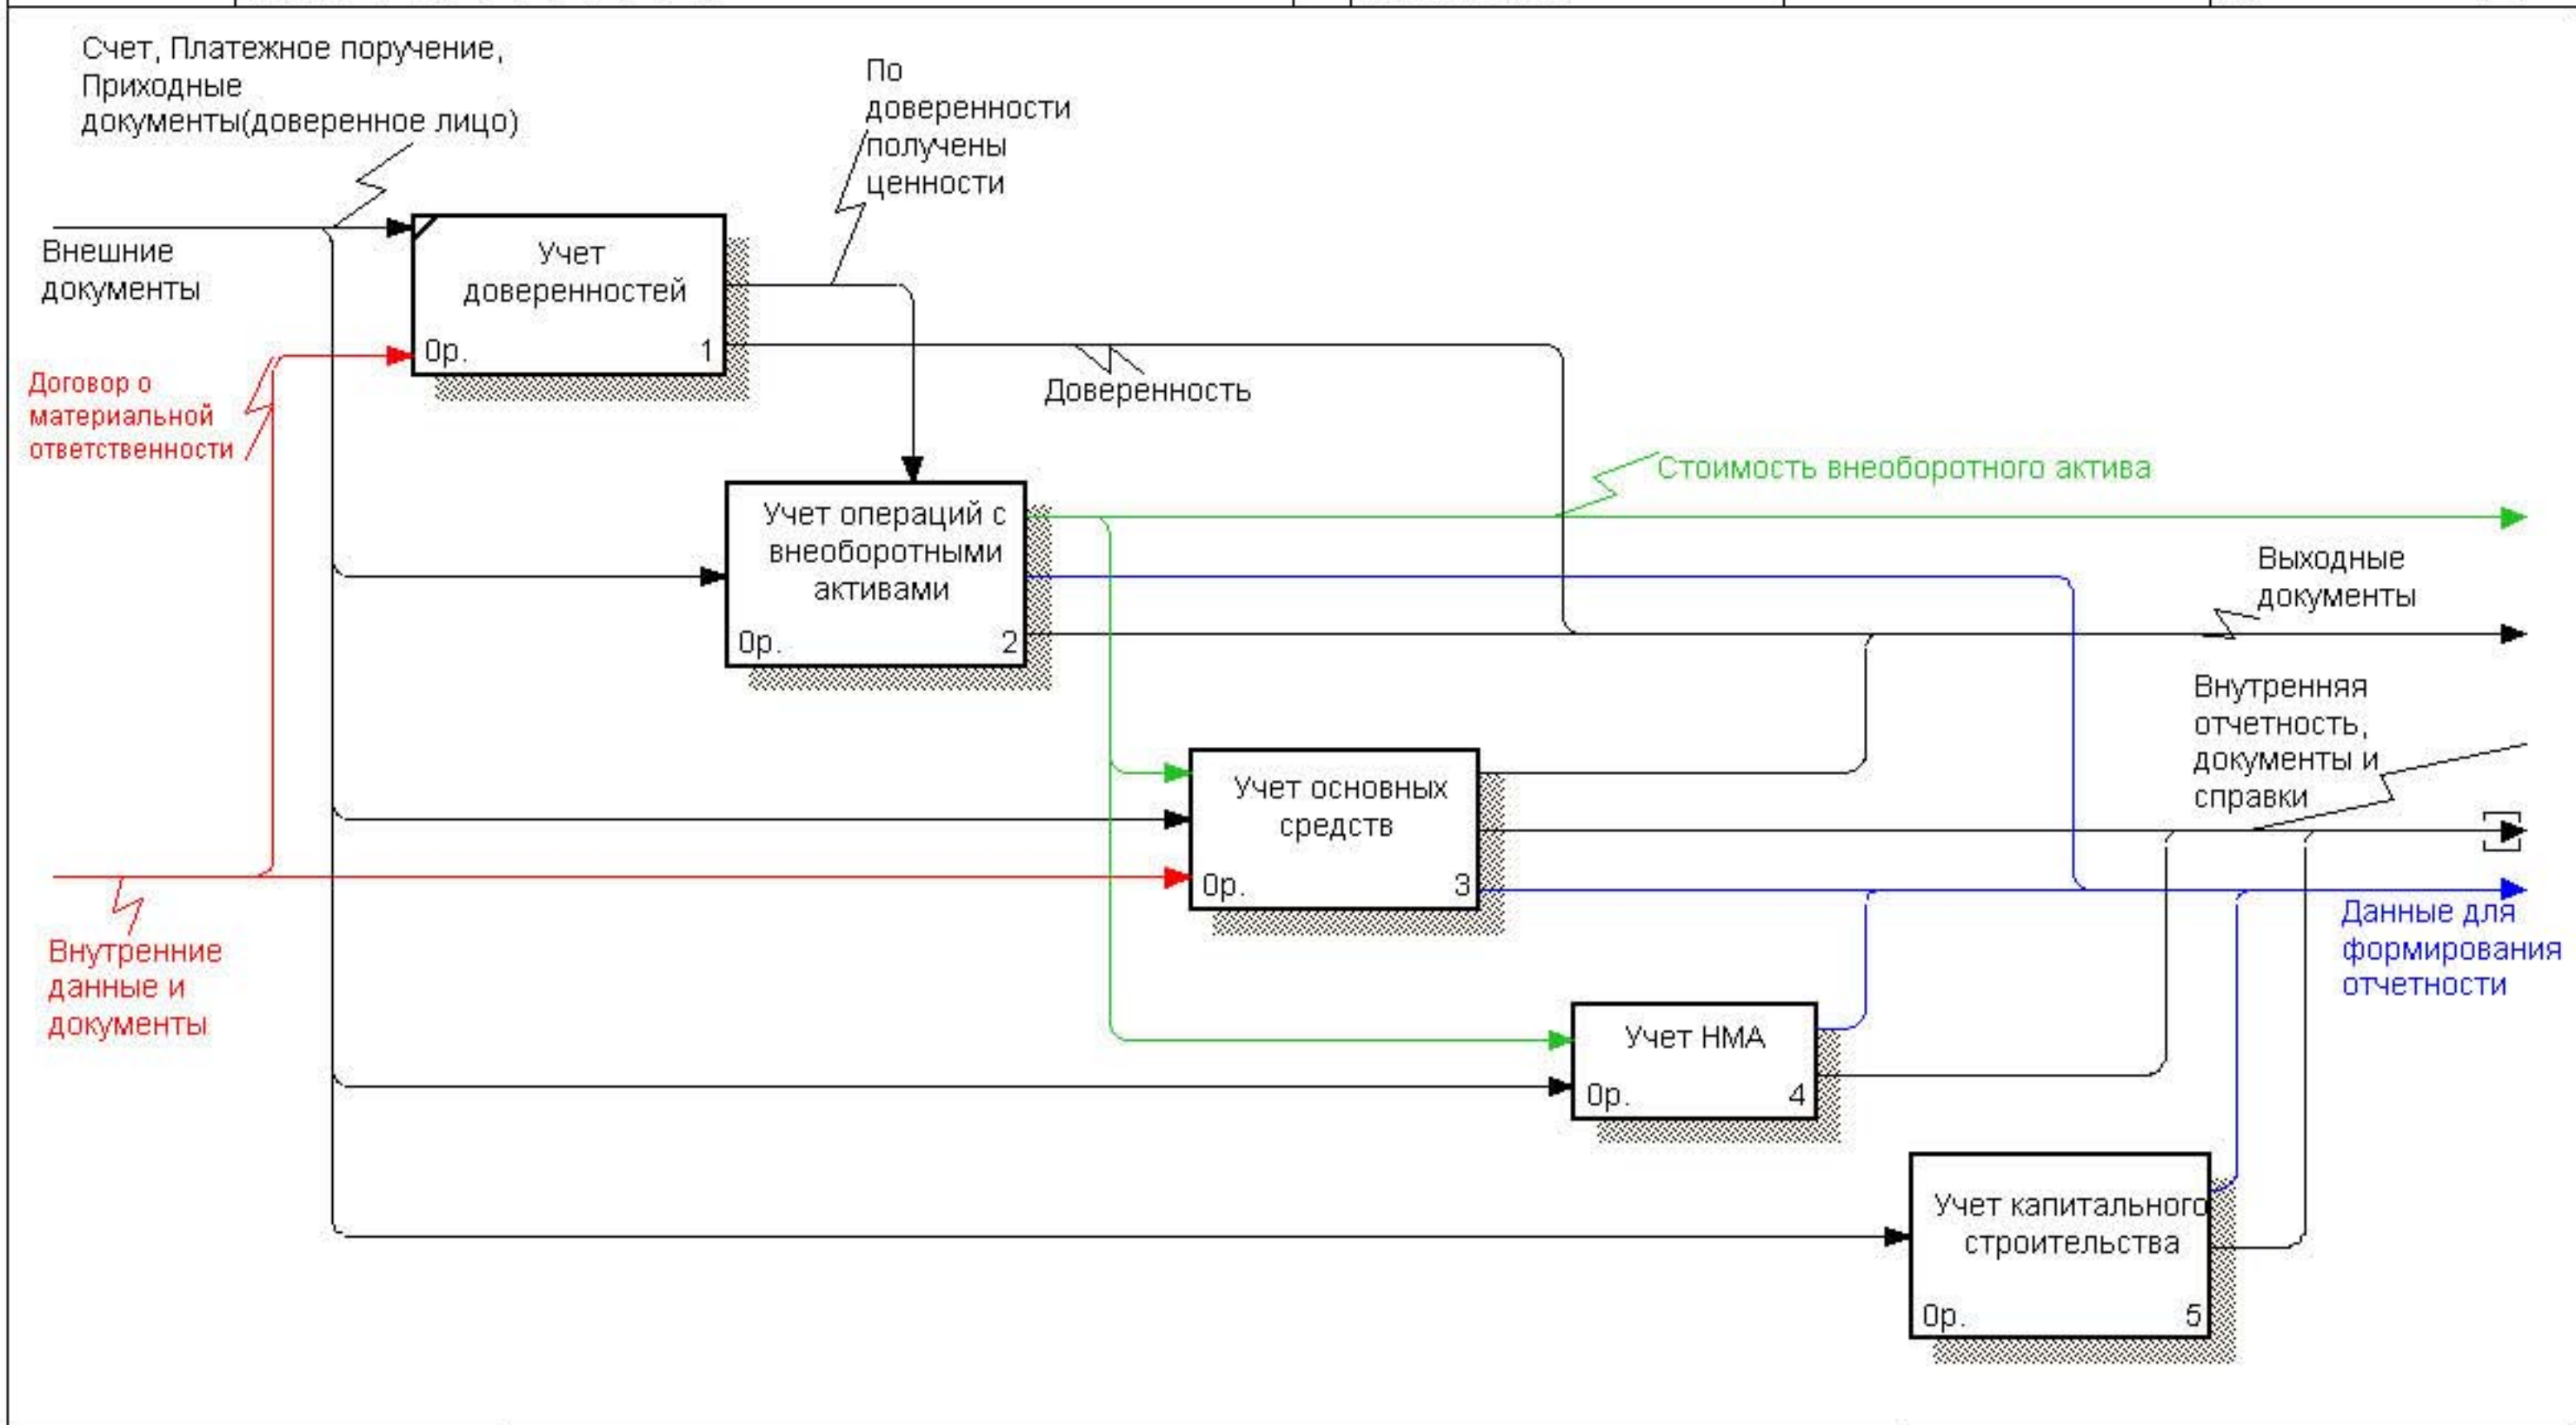 Счет, Платежное поручение,
Приходные
документы(доверенное лицо)
По
доверенности
получены
ценности
Внешние
документы
Учет
доверенностей
0р. 1
Договор о
материальной
ответственности
Доверенность
Стоимость внеоборотного актива
Учет операций с
внеоборотными
активами
0р. 2
Выходные
документы
Внутренняя
отчетность,
документы и
справки
Учет основных
средств
0р. 3
Данные для
формирования
отчетности
Внутренние
данные и
документы
Учет НМА
0р. 4
Учет капитального
строительства
0р. 5